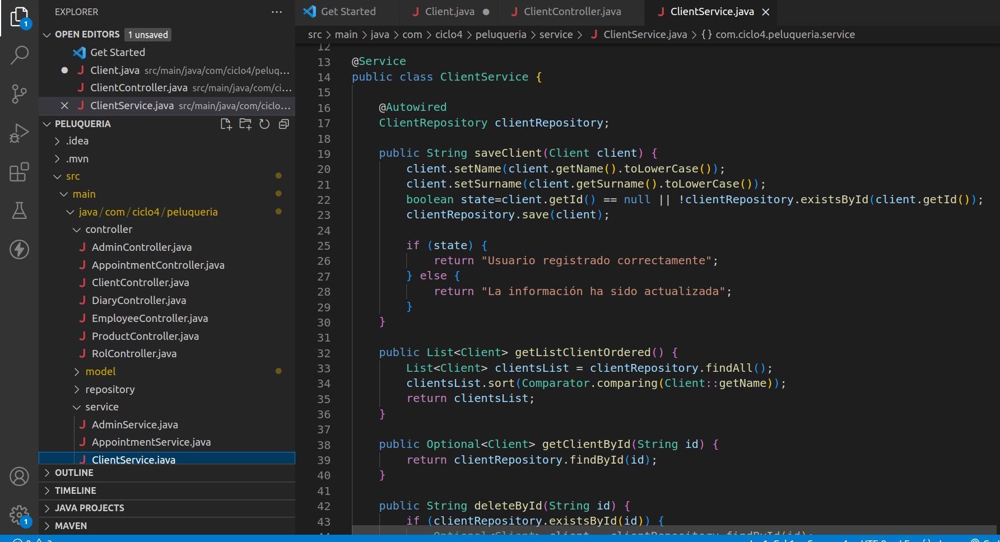 EXPLORER
OPEN EDITORS 1 unsaved
Get Started
Client.java src/main/java/com/ciclo4/peluq...
ClientController.java src/main/java/com/ci...
ClientService.java src/main/java/com/ciclo...
PELUQUERIA
.idea
.mvn
src
main
java/com/ciclo4/peluqueria
controller
AdminController.java
AppointmentController.java
ClientController.java
DiaryController.java
EmployeeController.java
ProductController.java
RolController.java
model
repository
service
AdminService.java
AppointmentService.java
ClientService.java
OUTLINE
TIMELINE
JAVA PROJECTS
MAVEN
1
1
Get Started Client.java ClientController.java ClientService.java
src > main > java > com > ciclo4 > peluqueria > service > ClientService.java > {} com.ciclo4.peluqueria.service
12
13 @Service
14 public class ClientService {
15
16 @Autowired
17 ClientRepository clientRepository;
18
19 public String saveClient(Client client) {
20 client.setName(client.getName().toLowerCase());
21 client.setSurname(client.getSurname().toLowerCase());
22 boolean state=client.getId() == null || !clientRepository.existsById(client.getId());
23 clientRepository.save(client);
24
25 if (state) {
26 return "Usuario registrado correctamente";
27 } else {
28 return "La información ha sido actualizada";
29 }
30 }
31
32 public List<Client> getListClientOrdered() {
33 List<Client> clientsList = clientRepository.findAll();
34 clientsList.sort(Comparator.comparing(Client::getName));
35 return clientsList;
36 }
37
38 public Optional<Client> getClientById(String id) {
39 return clientRepository.findById(id);
40 }
41
42 public String deleteById(String id) {
43 if (clientRepository.existsById(id)) {